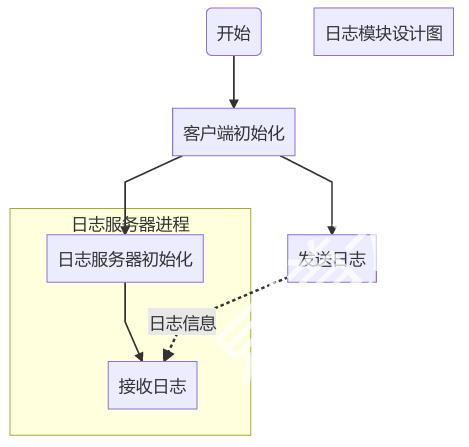 开始
日志模块设计图
客户端初始化
日志服务器进程
日志服务器初始化
发送日志
日志信息
接收日志